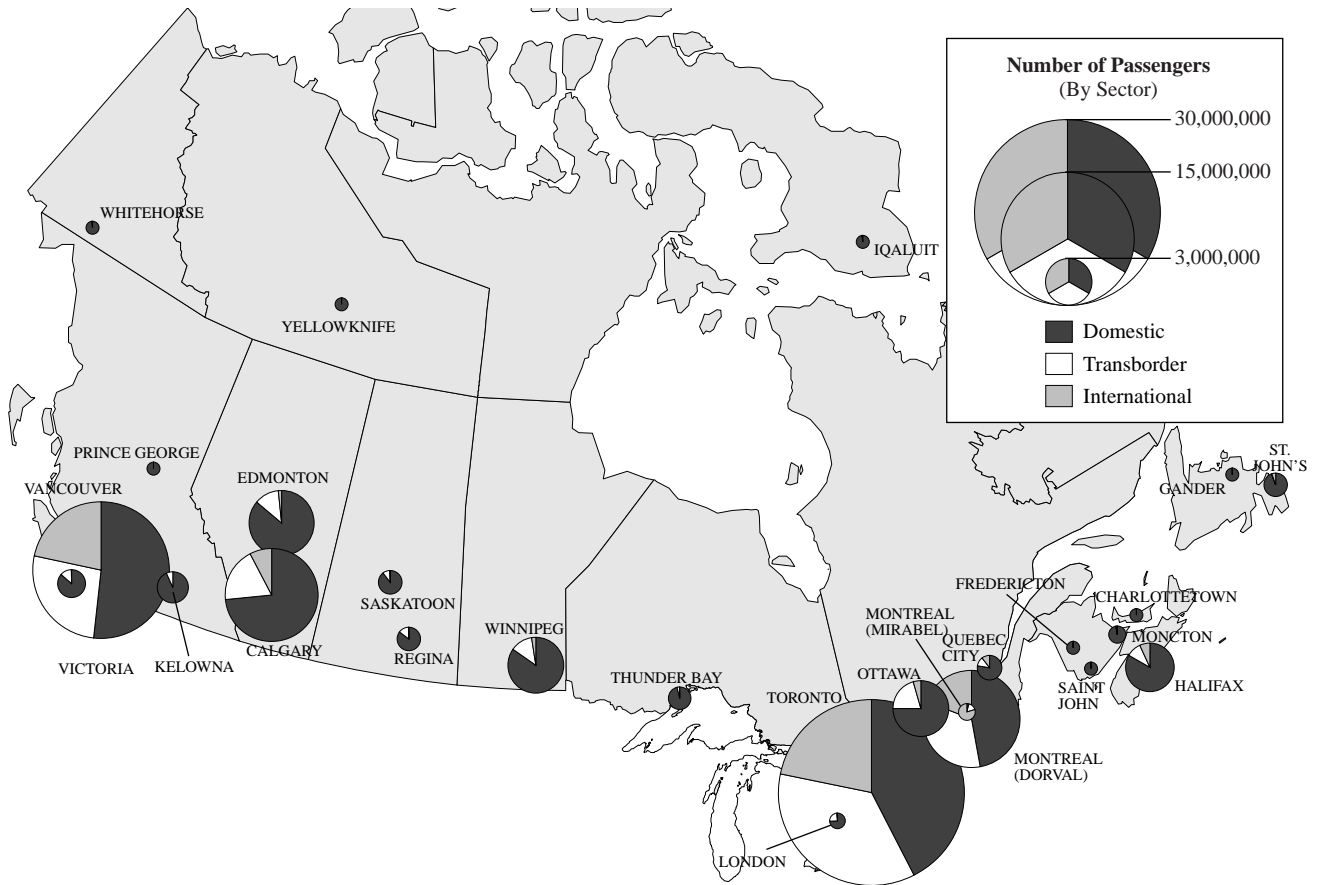 Number of Passengers
(By Sector)
30,000,000
15,000,000
3,000,000
Domestic
Transborder
International
WHITEHORSE
IQALUIT
YELLOWKNIFE
PRINCE GEORGE
EDMONTON
VANCOUVER
ST.
JOHN'S
GANDER
SASKATOON
FREDERICTON
CHARLOTTETOWN
MONTREAL
(MIRABEL)
WINNIPEG
QUEBEC
CITY
MONCTON
CALGARY
REGINA
VICTORIA
KELOWNA
THUNDER BAY
OTTAWA
TORONTO
SAINT
JOHN
HALIFAX
MONTREAL
(DORVAL)
LONDON